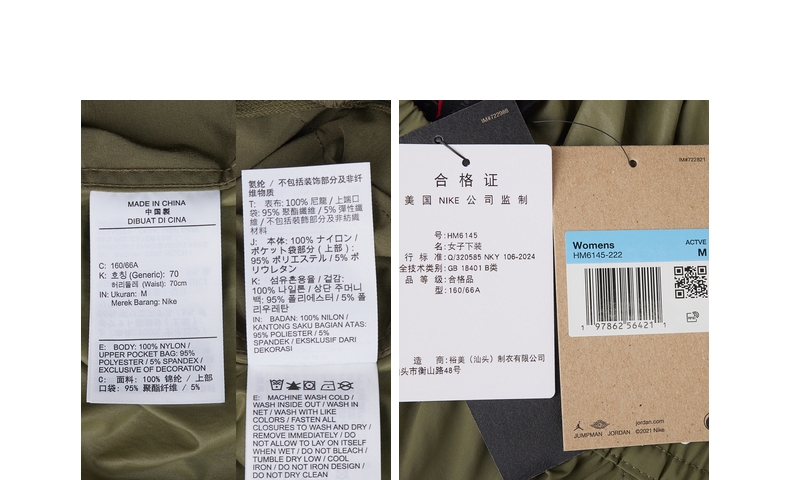 MADE IN CHINA
中国製
DIBUAT DI CINA
C: 160/66A
K: 호칭 (Generic): 70
허리둘레 (Waist): 70cm
IN: Ukuran: M
Merek Barang: Nike
E: BODY: 100% NYLON /
UPPER POCKET BAG: 95%
POLYESTER / 5% SPANDEX /
EXCLUSIVE OF DECORATION
C: 面料: 100% 锦纶 / 上部
口袋: 95% 聚酯纤维 / 5%
氨纶 / 不包括装饰部分及非纤
维物质
T: 表布: 100% 尼龍 / 上端口
袋: 95% 聚酯纖維 / 5% 彈性纖
維 / 不包括裝飾部分及非紡織
材料
J: 本体: 100% ナイロン /
ポケット袋部分 (上部):
95% ポリエステル / 5% ポ
リウレタン
K: 섬유혼용율 / 겉감:
100% 나일론 / 상단 주머니
백: 95% 폴리에스터 / 5% 폴
리우레탄
IN: BADAN: 100% NILON /
KANTONG SAKU BAGIAN ATAS:
95% POLIESTER / 5%
SPANDEK / EKSKLUSIF DARI
DEKORASI
E: MACHINE WASH COLD /
WASH INSIDE OUT / WASH IN
NET / WASH WITH LIKE
COLORS / FASTEN ALL
CLOSURES TO WASH AND DRY /
REMOVE IMMEDIATELY / DO
NOT ALLOW TO LAY ON ITSELF
WHEN WET / DO NOT BLEACH /
TUMBLE DRY LOW / COOL
IRON / DO NOT IRON DESIGN /
DO NOT DRY CLEAN
IM#722066
合格证
美国 NIKE 公司监制
号:HM6145
名:女子下装
行 标 准:Q/320585 NKY 106-2024
全技术类别:GB 18401 B类
品 等 级:合格品
型:160/66A
造 商:裕美（汕头）制衣有限公司
头市衡山路48号
IM#722821
Womens
HM6145-222
ACTVE
M
1 97862 56421 1
JUMPMAN JORDAN
jordan.com
©2021 Nike